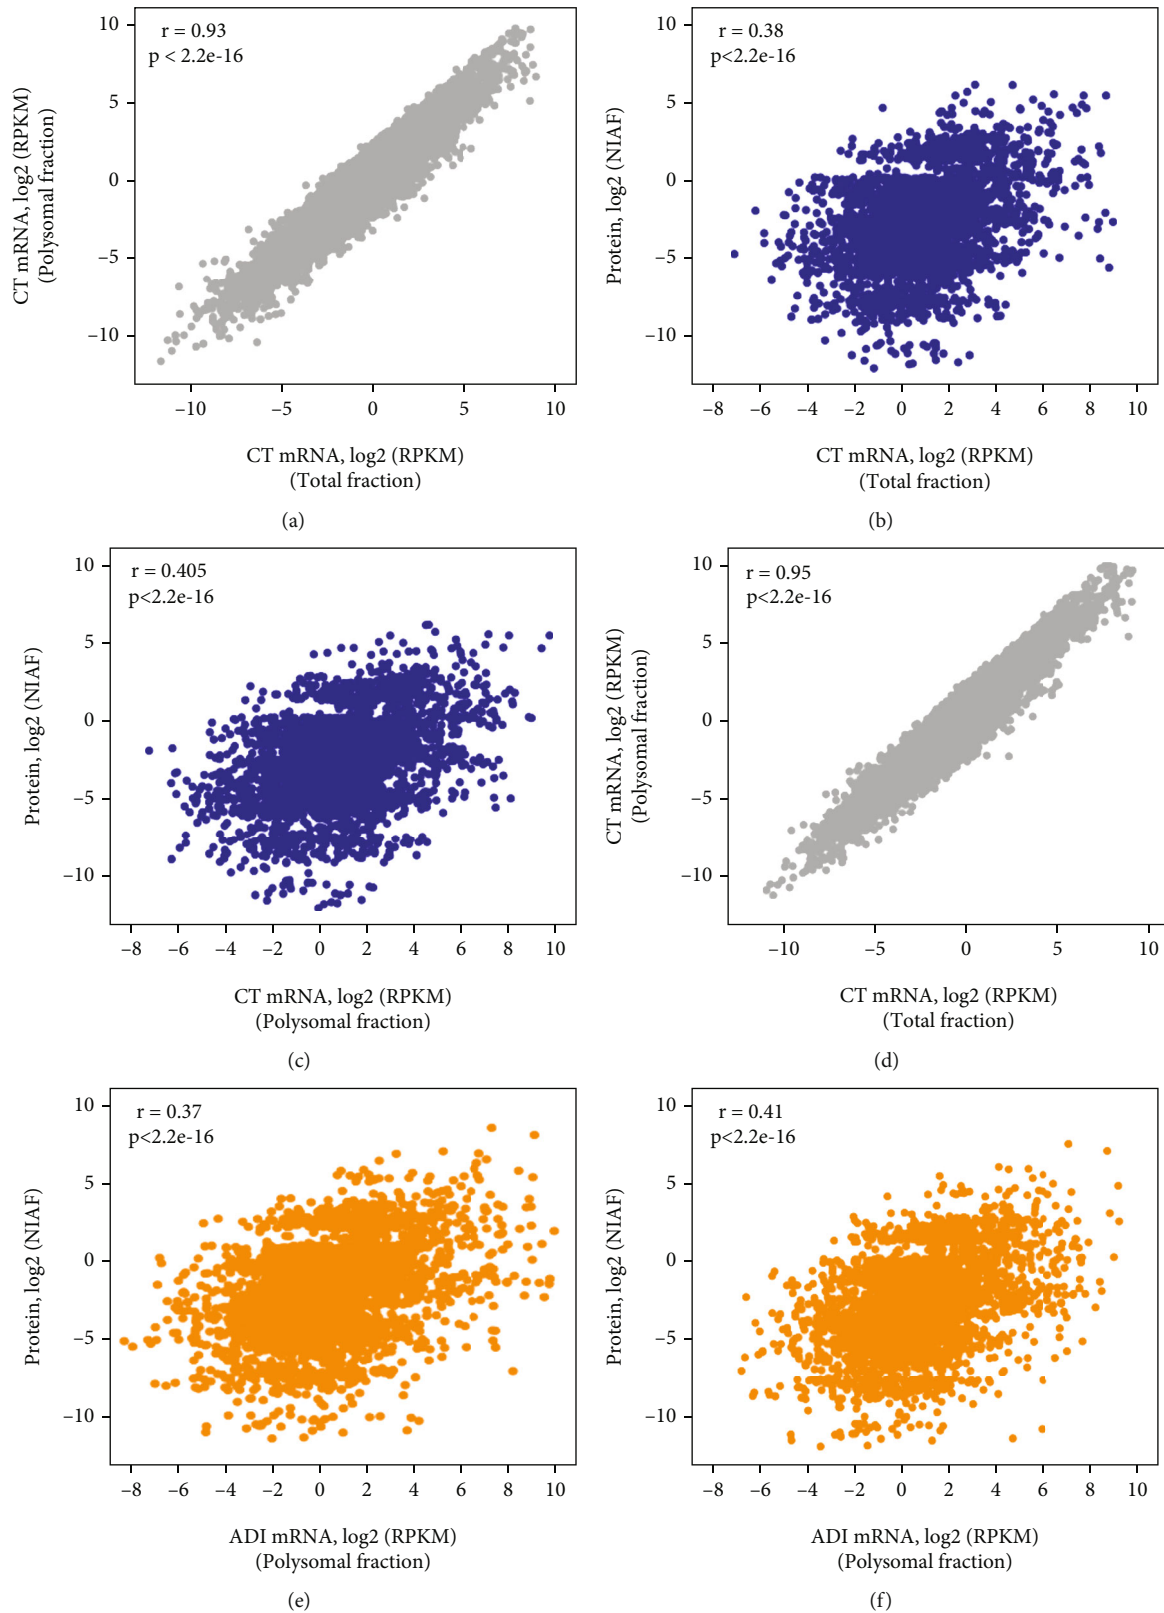 r = 0.93
p < 2.2e-16
CT mRNA, log2 (RPKM)
(Polysomal fraction)
10
5
0
–5
–10
–10 –5 0 5 10
CT mRNA, log2 (RPKM)
(Total fraction)
(a)
r = 0.38
p<2.2e-16
Protein, log2 (NIAF)
10
5
0
–5
–10
–8 –6 –4 –2 0 2 4 6 8 10
CT mRNA, log2 (RPKM)
(Total fraction)
(b)
r = 0.405
p<2.2e-16
Protein, log2 (NIAF)
10
5
0
–5
–10
–8 –6 –4 –2 0 2 4 6 8 10
CT mRNA, log2 (RPKM)
(Polysomal fraction)
(c)
r = 0.95
p<2.2e-16
CT mRNA, log2 (RPKM)
(Polysomal fraction)
10
5
0
–5
–10
–10 –5 0 5 10
CT mRNA, log2 (RPKM)
(Total fraction)
(d)
r = 0.37
p<2.2e-16
Protein, log2 (NIAF)
10
5
0
–5
–10
–8 –6 –4 –2 0 2 4 6 8 10
ADI mRNA, log2 (RPKM)
(Polysomal fraction)
(e)
r = 0.41
p<2.2e-16
Protein, log2 (NIAF)
10
5
0
–5
–10
–8 –6 –4 –2 0 2 4 6 8 10
ADI mRNA, log2 (RPKM)
(Polysomal fraction)
(f)